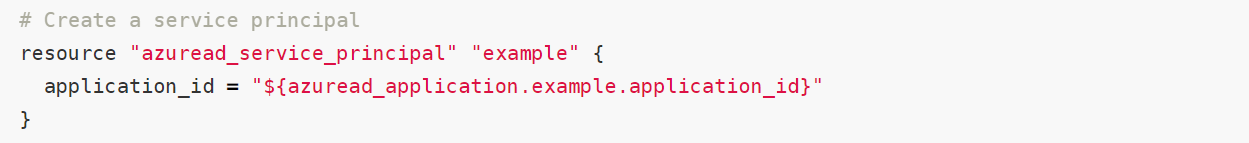 # Create a service principal
resource "azuread_service_principal" "example" {
  application_id = "${azuread_application.example.application_id}"
}